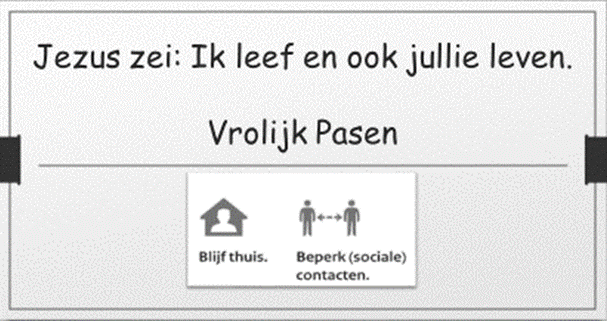 Jezus zei: Ik leef en ook jullie leven.
Vrolijk Pasen
Blijf thuis.
Beperk (sociale)
contacten.